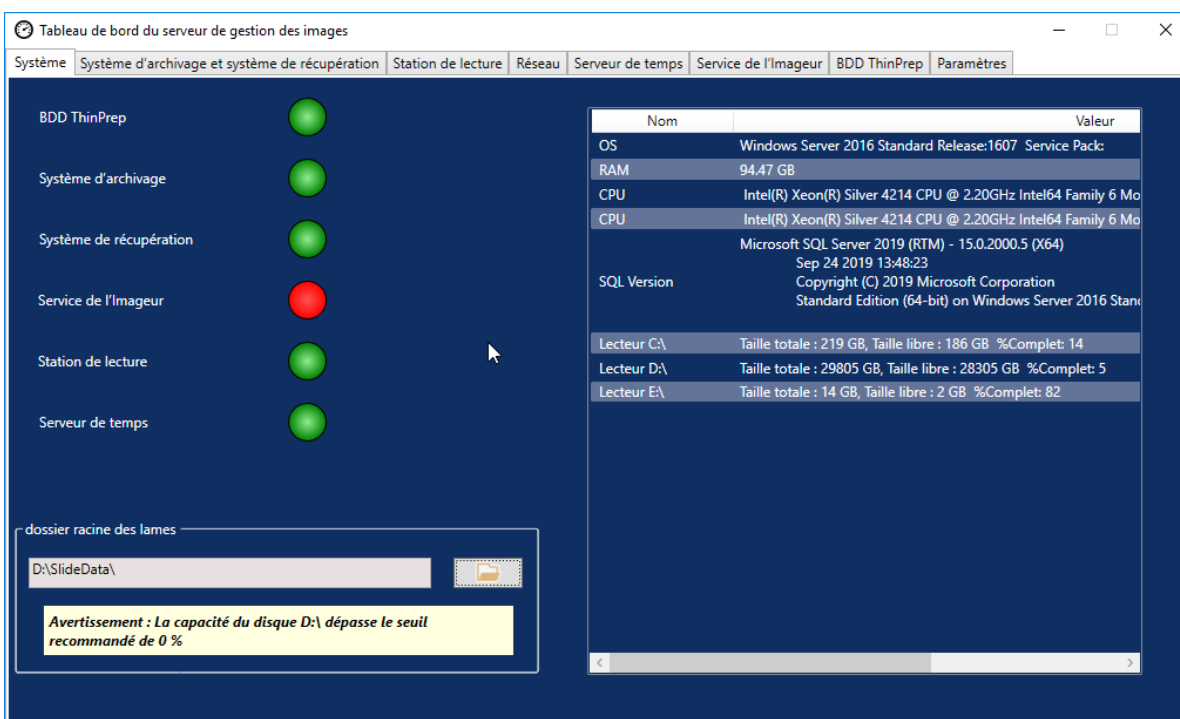 Tableau de bord du serveur de gestion des images
Système Système d'archivage et système de récupération Station de lecture Réseau Serveur de temps Service de l'Imageur BDD ThinPrep Paramètres
BDD ThinPrep
Système d'archivage
Système de récupération
Service de l'Imageur
Station de lecture
Serveur de temps
dossier racine des lames
D:\SlideData\
Avertissement : La capacité du disque D:\ dépasse le seuil
recommandé de 0 %
Nom Valeur
OS Windows Server 2016 Standard Release:1607 Service Pack:
RAM 94.47 GB
CPU Intel(R) Xeon(R) Silver 4214 CPU @ 2.20GHz Intel64 Family 6 Mo
CPU Intel(R) Xeon(R) Silver 4214 CPU @ 2.20GHz Intel64 Family 6 Mo
Microsoft SQL Server 2019 (RTM) - 15.0.2000.5 (X64)
Sep 24 2019 13:48:23
SQL Version Copyright (C) 2019 Microsoft Corporation
Standard Edition (64-bit) on Windows Server 2016 Stan
Lecteur C:\ Taille totale : 219 GB, Taille libre : 186 GB %Complet: 14
Lecteur D:\ Taille totale : 29805 GB, Taille libre : 28305 GB %Complet: 5
Lecteur E:\ Taille totale : 14 GB, Taille libre : 2 GB %Complet: 82